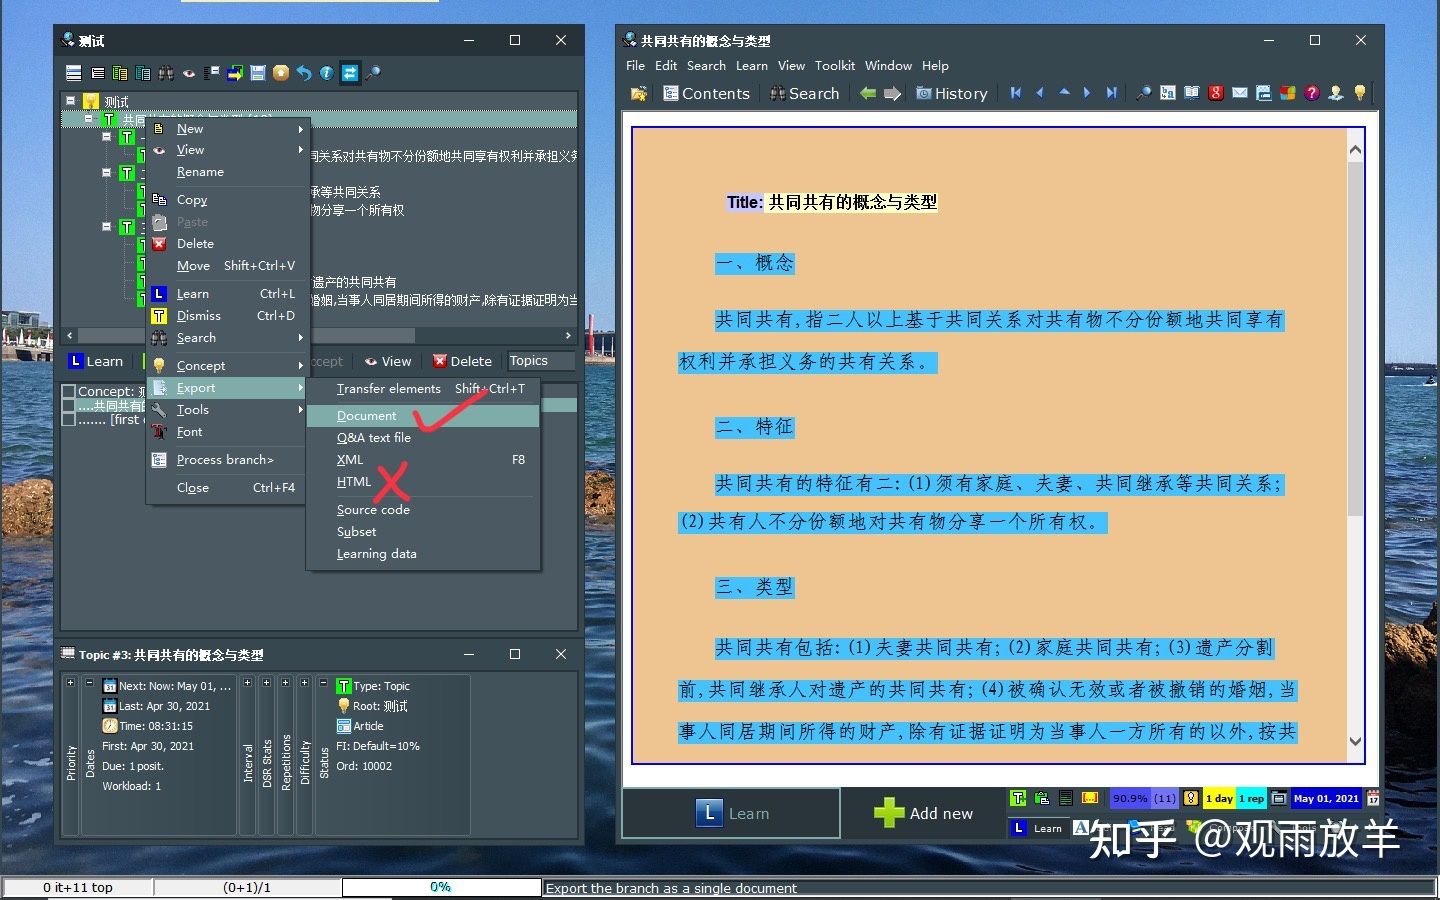 测试
测试
共同共有的概念与类型 [10]
同关系对共有物不分份额地共同享有权利并承担义务
承等共同关系
物分享一个所有权
遗产的共同共有
婚姻,当事人同居期间所得的财产,除有证据证明为当
Learn
View
Delete
Topics
Concept:
....共同共有的
....... [first
New
View
Rename
Copy
Paste
Delete
Move Shift+Ctrl+V
Learn Ctrl+L
Dismiss Ctrl+D
Search
Concept
Export
Tools
Font
Process branch>
Close Ctrl+F4
Transfer elements Shift+Ctrl+T
Document
Q&A text file
XML F8
HTML
Source code
Subset
Learning data
Topic #3: 共同共有的概念与类型
Priority
Dates
Next: Now: May 01, ...
Last: Apr 30, 2021
Time: 08:31:15
First: Apr 30, 2021
Due: 1 posit.
Workload: 1
Interval
DSR Stats
Repetitions
Difficulty
Status
Type: Topic
Root: 测试
Article
FI: Default=10%
Ord: 10002
共同共有的概念与类型
File Edit Search Learn View Toolkit Window Help
Contents Search History
Title: 共同共有的概念与类型
一、概念
共同共有,指二人以上基于共同关系对共有物不分份额地共同享有
权利并承担义务的共有关系。
二、特征
共同共有的特征有二: (1)须有家庭、夫妻、共同继承等共同关系;
(2)共有人不分份额地对共有物分享一个所有权。
三、类型
共同共有包括: (1)夫妻共同共有; (2)家庭共同共有; (3)遗产分割
前,共同继承人对遗产的共同共有; (4)被确认无效或者被撤销的婚姻,当
事人同居期间所得的财产,除有证据证明为当事人一方所有的以外,按共
Learn
Add new
90.9% (11) 1 day 1 rep May 01, 2021
Learn
知乎 @观雨放羊
0 it+11 top
(0+1)/1
0%
Export the branch as a single document